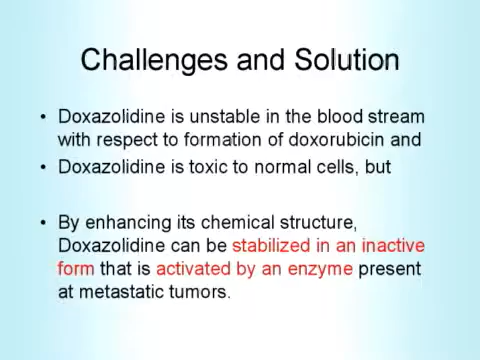 Challenges and Solution
• Doxazolidine is unstable in the blood stream
with respect to formation of doxorubicin and
• Doxazolidine is toxic to normal cells, but
• By enhancing its chemical structure,
Doxazolidine can be stabilized in an inactive
form that is activated by an enzyme present
at metastatic tumors.